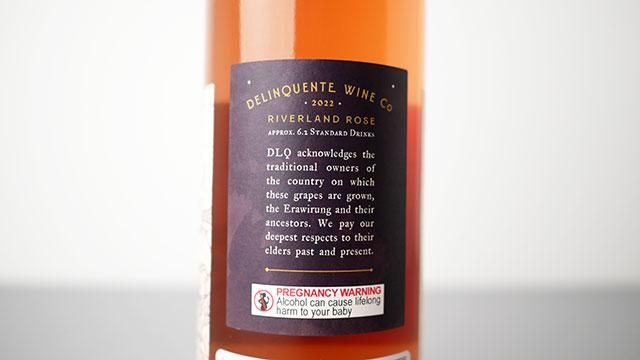 DELINQUENTE WINE Co
· 2022 ·
RIVERLAND ROSE
APPROX. 6.2 STANDARD DRINKS
DLQ acknowledges the
traditional owners of
the country on which
these grapes are grown,
the Erawirung and their
ancestors. We pay our
deepest respects to their
elders past and present.
PREGNANCY WARNING
Alcohol can cause lifelong
harm to your baby